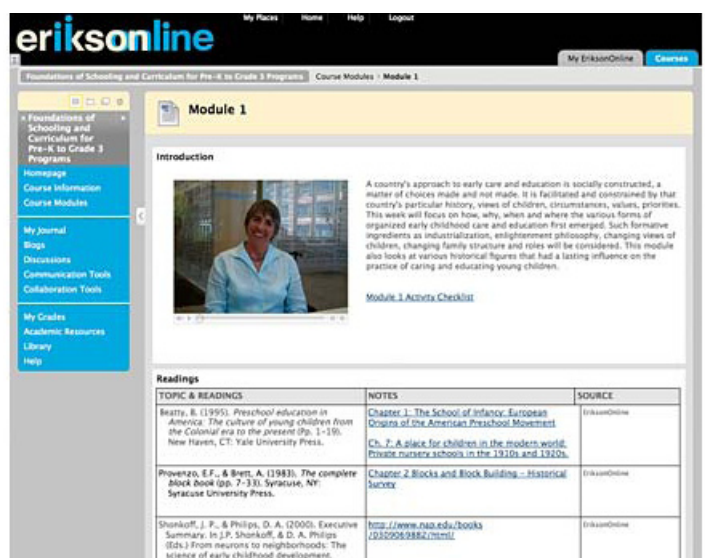 My Places Home Help Logout
eriksonline
My EriksonOnline Courses
Foundations of Schooling and Curriculum for Pre-K to Grade 3 Programs Course Modules › Module 1
Foundations of
Schooling and
Curriculum for
Pre-K to Grade 3
Programs
Homepage
Course Information
Course Modules
My Journal
Blogs
Discussions
Communication Tools
Collaboration Tools
My Grades
Academic Resources
Library
Help
Module 1
Introduction
A country's approach to early care and education is socially constructed, a
matter of choices made and not made. It is facilitated and constrained by that
country's particular history, views of children, circumstances, values, priorities.
This week will focus on how, why, when and where the various forms of
organized early childhood care and education first emerged. Such formative
ingredients as industrialization, enlightenment philosophy, changing views of
children, changing family structure and roles will be considered. This module
also looks at various historical figures that had a lasting influence on the
practice of caring and educating young children.
Module 1 Activity Checklist
Readings
TOPIC & READINGS NOTES SOURCE
Beatty, B. (1995). Preschool education in
America: The culture of young children from
the Colonial era to the present (Pp. 1-19).
New Haven, CT: Yale University Press.
Chapter 1: The School of Infancy: European
Origins of the American Preschool Movement
Ch. 7: A place for children in the modern world:
Private nursery schools in the 1910s and 1920s.
EriksonOnline
Provenzo, E.F., & Brett, A. (1983). The complete
block book (pp. 7-33). Syracuse, NY:
Syracuse University Press.
Chapter 2 Blocks and Block Building - Historical
Survey
EriksonOnline
Shonkoff, J. P., & Philips, D. A. (2000). Executive
Summary. In J.P. Shonkoff, & D. A. Philips
(Eds.) From neurons to neighborhoods: The
science of early childhood development.
http://www.nap.edu/books
/0309069882/html/
EriksonOnline